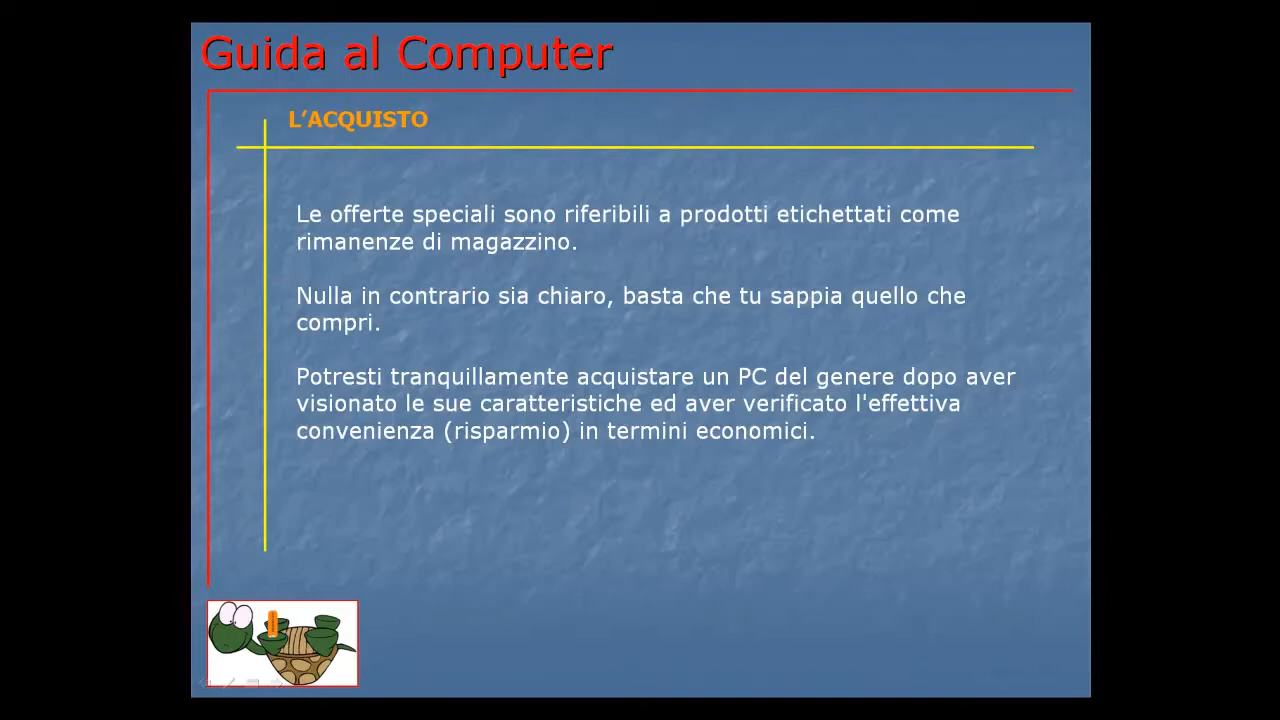 Guida al Computer
L’ACQUISTO
Le offerte speciali sono riferibili a prodotti etichettati come
rimanenze di magazzino.
Nulla in contrario sia chiaro, basta che tu sappia quello che
compri.
Potresti tranquillamente acquistare un PC del genere dopo aver
visionato le sue caratteristiche ed aver verificato l'effettiva
convenienza (risparmio) in termini economici.